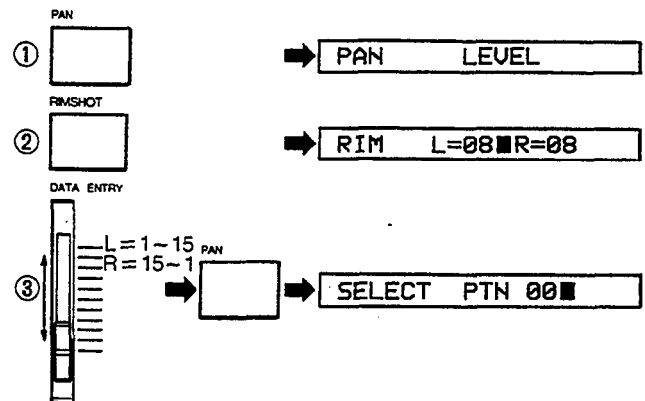 PAN
① PAN LEVEL
RIMSHOT
② RIM L=08■R=08
DATA ENTRY
L=1~15
R=15~1
PAN
③ SELECT PTN 00■